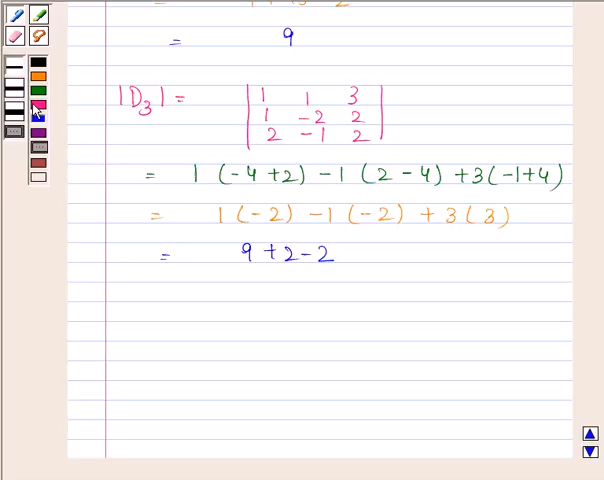 = 9
|D3| = | 1 1 3 |
| 1 -2 2 |
| 2 -1 2 |
= 1 (-4+2) -1 (2-4) +3(-1+4)
= 1(-2) -1(-2) + 3(3)
= 9+2-2